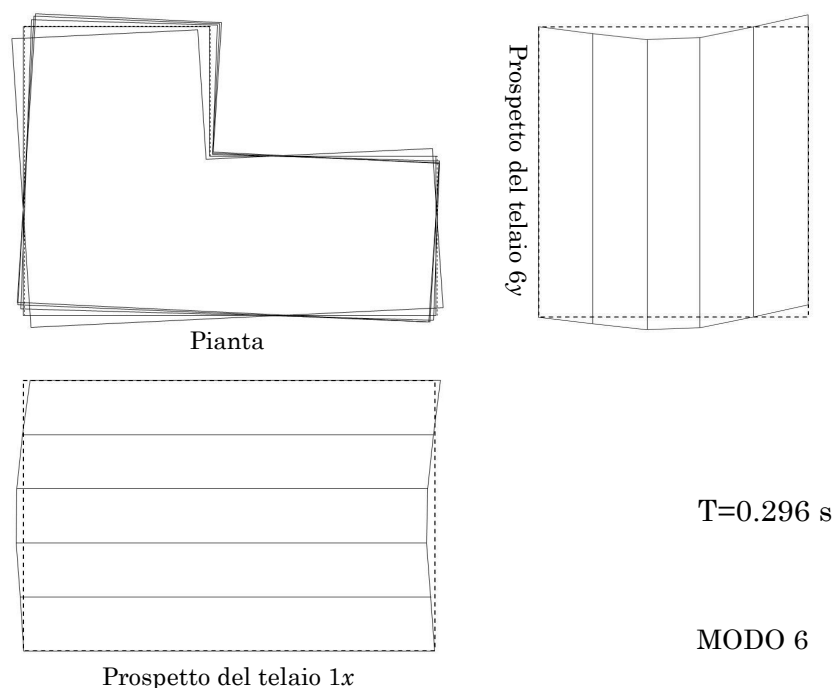 Pianta
Prospetto del telaio 6y
T=0.296 s
MODO 6
Prospetto del telaio 1x